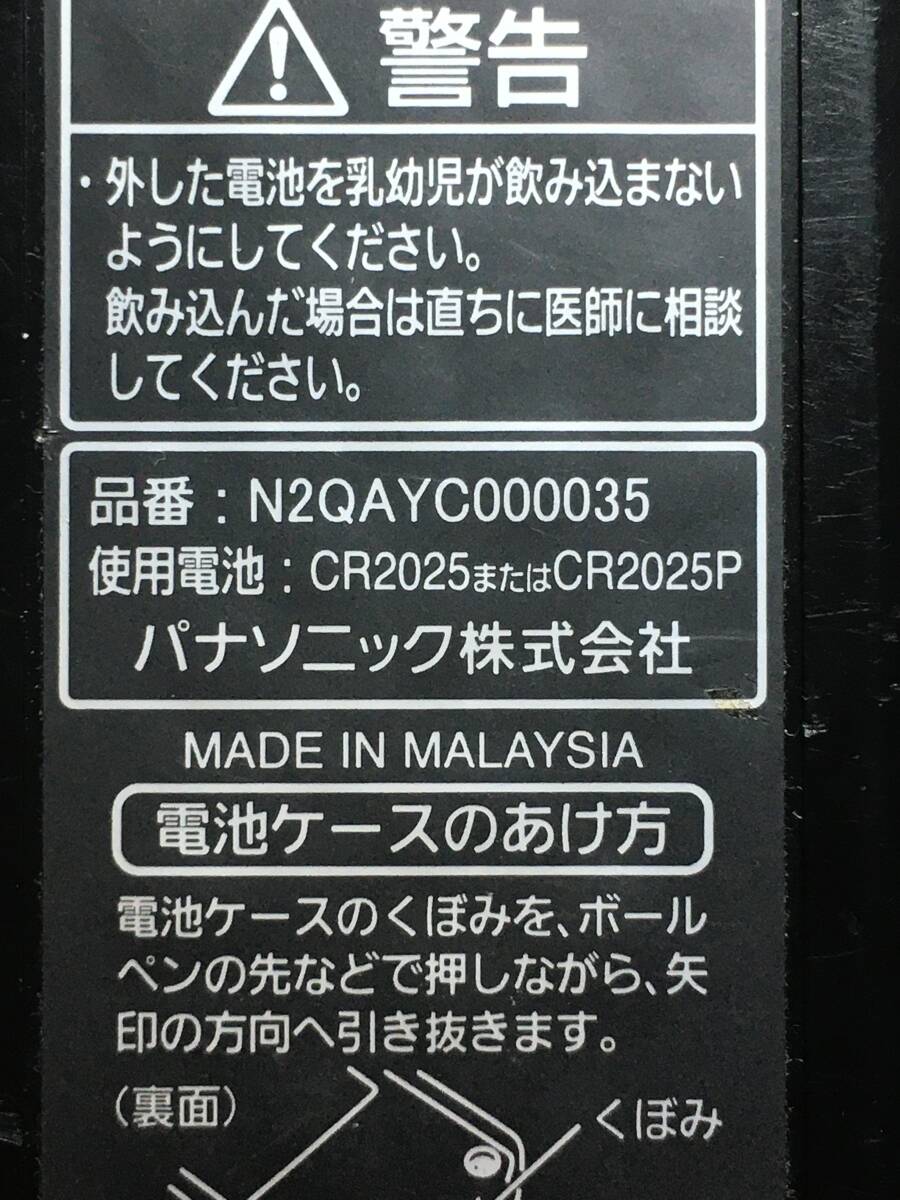 警告
・外した電池を乳幼児が飲み込まない
ようにしてください。
飲み込んだ場合は直ちに医師に相談
してください。
品番：N2QAYC000035
使用電池：CR2025またはCR2025P
パナソニック株式会社
MADE IN MALAYSIA
電池ケースのあけ方
電池ケースのくぼみを、ボール
ペンの先などで押しながら、矢
印の方向へ引き抜きます。
（裏面）
くぼみ